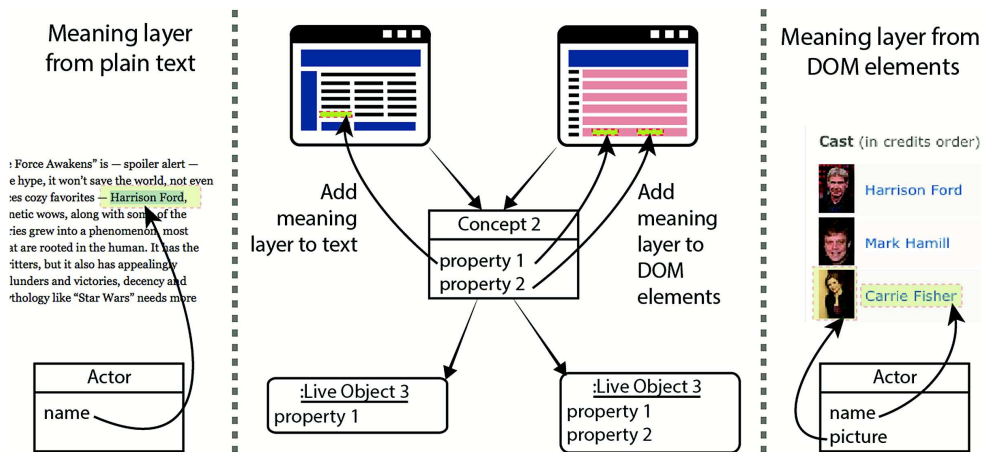 Meaning layer
from plain text
e Force Awakens” is — spoiler alert —
e hype, it won’t save the world, not even
ces cozy favorites — Harrison Ford,
netic wows, along with some of the
ries grew into a phenomenon most
at are rooted in the human. It has the
ritters, but it also has appealingly
lunders and victories, decency and
ythology like “Star Wars” needs more
Actor
name
Add
meaning
layer to text
Add
meaning
layer to
DOM
elements
Concept 2
property 1
property 2
:Live Object 3
property 1
:Live Object 3
property 1
property 2
Meaning layer from
DOM elements
Cast (in credits order)
Harrison Ford
Mark Hamill
Carrie Fisher
Actor
name
picture